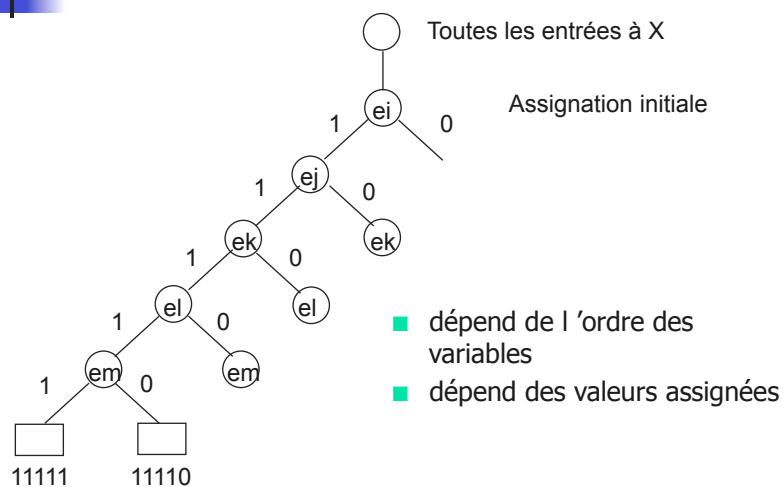 Toutes les entrées à X
ei
Assignation initiale
1
0
ej
1
0
ek
ek
1
0
el
el
1
0
em
em
1
0
11111
11110
dépend de l ’ordre des
variables
dépend des valeurs assignées